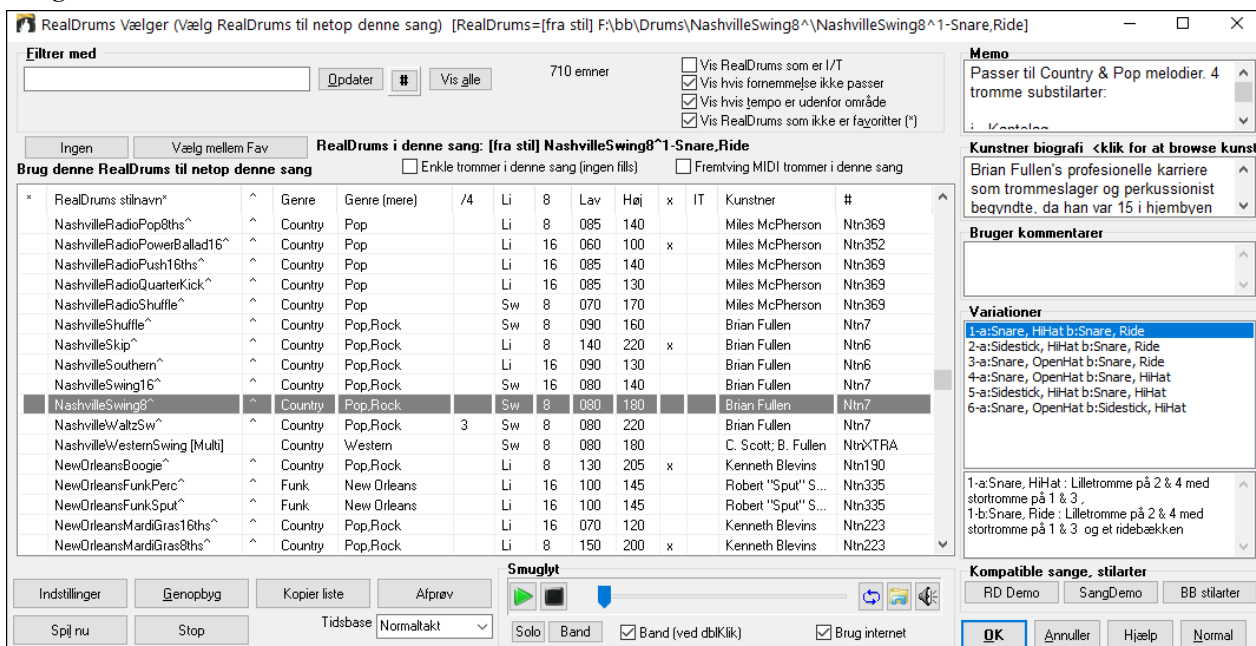 RealDrums Vælger (Vælg RealDrums til netop denne sang) [RealDrums=[fra stil] F:\bb\Drums\NashvilleSwing8^\NashvilleSwing8^1-Snare,Ride]
Filtrer med
Opdater # Vis alle 710 emner
Vis RealDrums som er I/T
Vis hvis fornemmelse ikke passer
Vis hvis tempo er udenfor område
Vis RealDrums som ikke er favoritter (*)
Ingen Vælg mellem Fav RealDrums i denne sang: [fra stil] NashvilleSwing8^1-Snare,Ride
Brug denne RealDrums til netop denne sang Enkle trommer i denne sang (ingen fills) Fremtving MIDI trommer i denne sang
* RealDrums stilnavn* ^ Genre Genre (mere) /4 Li 8 Lav Høj x IT Kunstner #
NashvilleRadioPop8ths^ ^ Country Pop Li 8 085 140 Miles McPherson Ntn369
NashvilleRadioPowerBallad16^ ^ Country Pop Li 16 060 100 x Miles McPherson Ntn352
NashvilleRadioPush16ths^ ^ Country Pop Li 16 085 140 Miles McPherson Ntn369
NashvilleRadioQuarterKick^ ^ Country Pop Li 16 085 130 Miles McPherson Ntn369
NashvilleRadioShuffle^ ^ Country Pop Sw 8 070 170 Miles McPherson Ntn369
NashvilleShuffle^ ^ Country Pop,Rock Sw 8 090 160 Brian Fullen Ntn7
NashvilleSkip^ ^ Country Pop,Rock Li 8 140 220 x Brian Fullen Ntn6
NashvilleSouthern^ ^ Country Pop,Rock Li 16 090 130 Brian Fullen Ntn6
NashvilleSwing16^ ^ Country Pop,Rock Sw 16 080 140 Brian Fullen Ntn7
NashvilleSwing8^ ^ Country Pop,Rock Sw 8 080 180 Brian Fullen Ntn7
NashvilleWaltzSw^ ^ Country Pop,Rock 3 Sw 8 080 220 Brian Fullen Ntn7
NashvilleWesternSwing [Multi] Country Western Sw 8 080 180 C. Scott; B. Fullen NtnXTRA
NewOrleansBoogie^ ^ Country Pop,Rock Li 8 130 205 x Kenneth Blevins Ntn190
NewOrleansFunkPerc^ ^ Funk New Orleans Li 16 100 145 Robert "Sput" S... Ntn335
NewOrleansFunkSput^ ^ Funk New Orleans Li 16 100 145 Robert "Sput" S... Ntn335
NewOrleansMardiGras16ths^ ^ Country Pop,Rock Li 16 070 120 Kenneth Blevins Ntn223
NewOrleansMardiGras8ths^ ^ Country Pop,Rock Li 8 150 200 x Kenneth Blevins Ntn223
Indstillinger Genopbyg Kopier liste Afprøv
Spil nu Stop Tidsbase Normaltakt
Smuglyt
Solo Band Band (ved dblKlik) Brug internet
Memo
Passer til Country & Pop melodier. 4
tromme substilarter:
Kunstner biografi <klik for at browse kunst
Brian Fullen's profesionelle karriere
som trommeslager og perkussionist
begyndte, da han var 15 i hjembyen
Bruger kommentarer
Variationer
1-a:Snare, HiHat b:Snare, Ride
2-a:Sidestick, HiHat b:Snare, Ride
3-a:Snare, OpenHat b:Snare, Ride
4-a:Snare, OpenHat b:Snare, HiHat
5-a:Sidestick, HiHat b:Snare, HiHat
6-a:Snare, OpenHat b:Sidestick, HiHat
1-a:Snare, HiHat : Lilletromme på 2 & 4 med
stortromme på 1 & 3 ,
1-b:Snare, Ride : Lilletromme på 2 & 4 med
stortromme på 1 & 3 og et ridebækken
Kompatible sange, stilarter
RD Demo SangDemo BB stilarter
OK Annuller Hjælp Normal